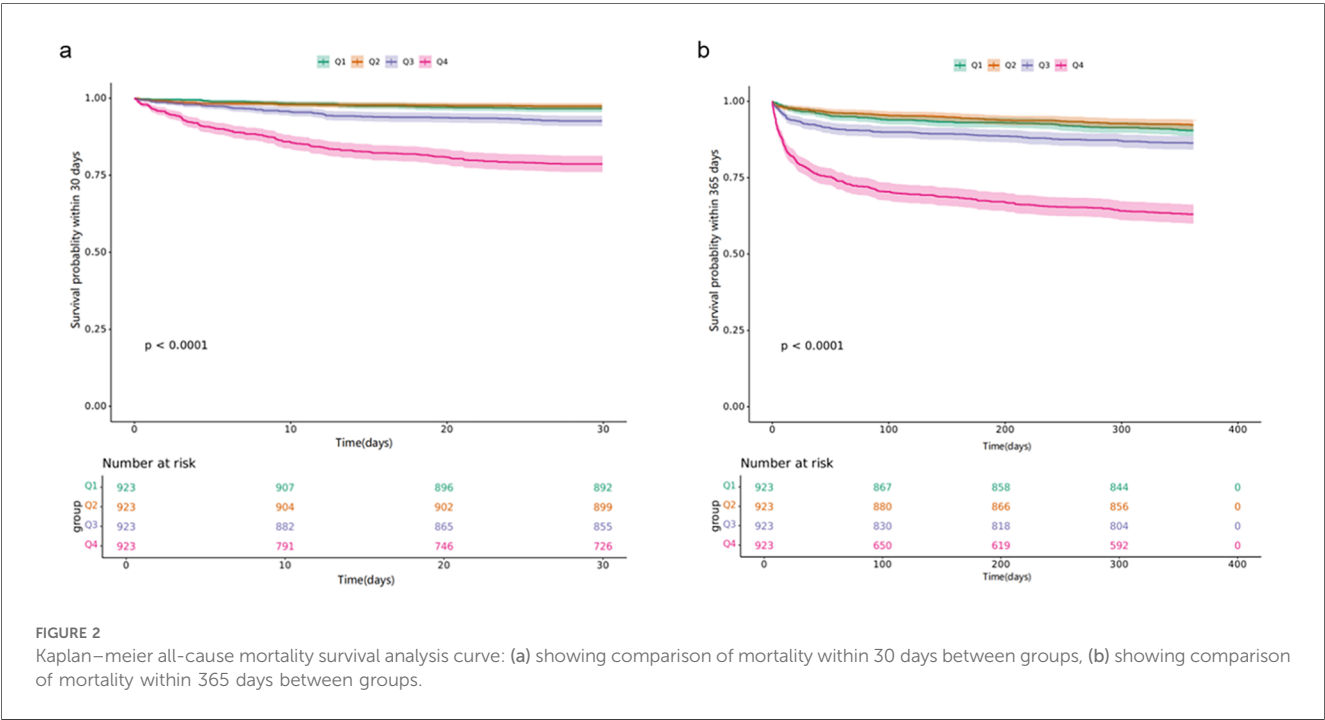 a
Q1 Q2 Q3 Q4
1.00
0.75
0.50
0.25
0.00
Survival probablity within 30 days
p < 0.0001
0 10 20 30
Time(days)
Number at risk
group
Q1 923 907 896 892
Q2 923 904 902 899
Q3 923 882 865 855
Q4 923 791 746 726
0 10 20 30
Time(days)
b
Q1 Q2 Q3 Q4
1.00
0.75
0.50
0.25
0.00
Survival probablity within 365 days
p < 0.0001
0 100 200 300 400
Time(days)
Number at risk
group
Q1 923 867 858 844 0
Q2 923 880 866 856 0
Q3 923 830 818 804 0
Q4 923 650 619 592 0
0 100 200 300 400
Time(days)
FIGURE 2
Kaplan–meier all-cause mortality survival analysis curve: (a) showing comparison of mortality within 30 days between groups, (b) showing comparison
of mortality within 365 days between groups.